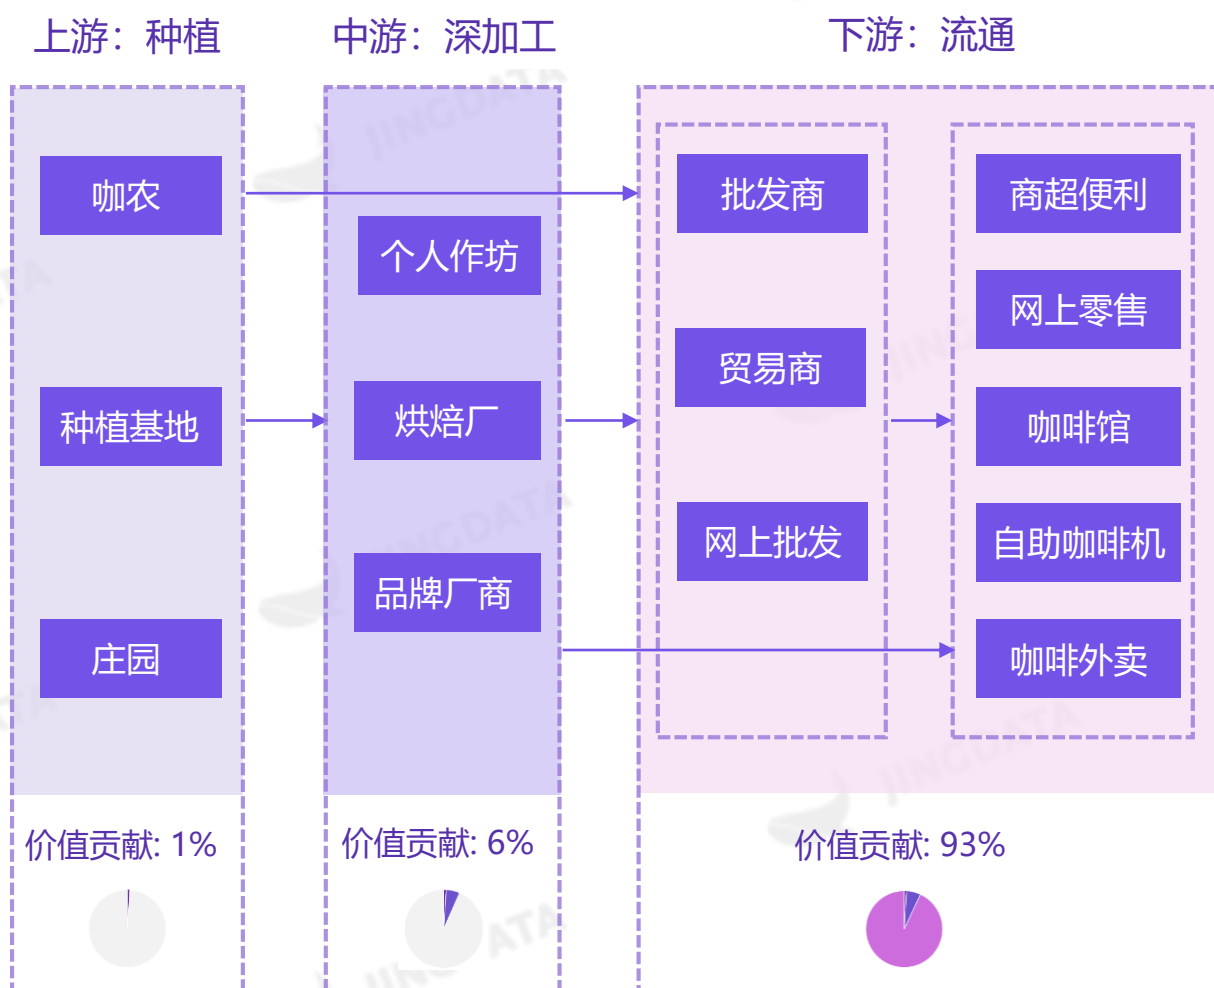 上游：种植
中游：深加工
下游：流通
咖农
种植基地
庄园
个人作坊
烘焙厂
品牌厂商
批发商
贸易商
网上批发
商超便利
网上零售
咖啡馆
自助咖啡机
咖啡外卖
价值贡献: 1%
价值贡献: 6%
价值贡献: 93%
JINGDATA
JINGDATA
JINGDATA